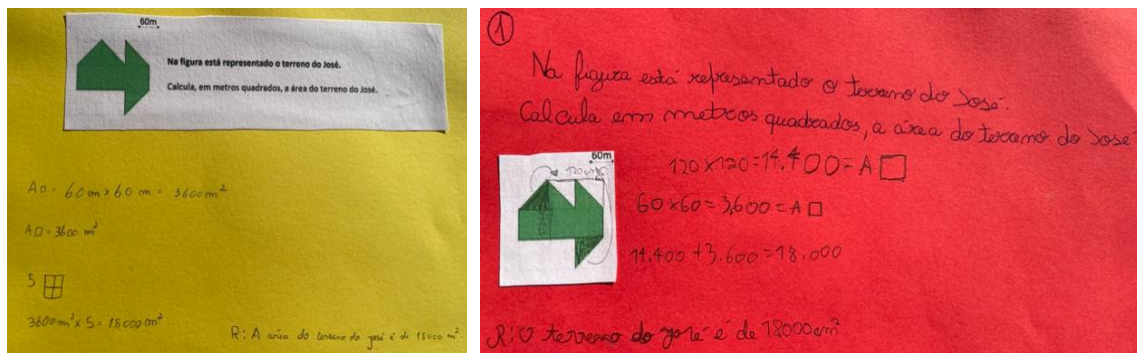 60m
Na figura está representado o terreno do José.
Calcula, em metros quadrados, a área do terreno do José.
A□ = 60 m × 60 m = 3600 m²
A□ = 3600 m²
5
3600 m² × 5 = 18000 m²
R: A área do terreno do josé é de 18000 m².
1
Na figura está representado o terreno do José.
Calcula em metros quadrados, a área do terreno do José
60m
120cm
120 × 120 = 14.400 = A □
60 × 60 = 3.600 = A □
14.400 + 3.600 = 18.000
R: O terreno do josé é de 18000cm²